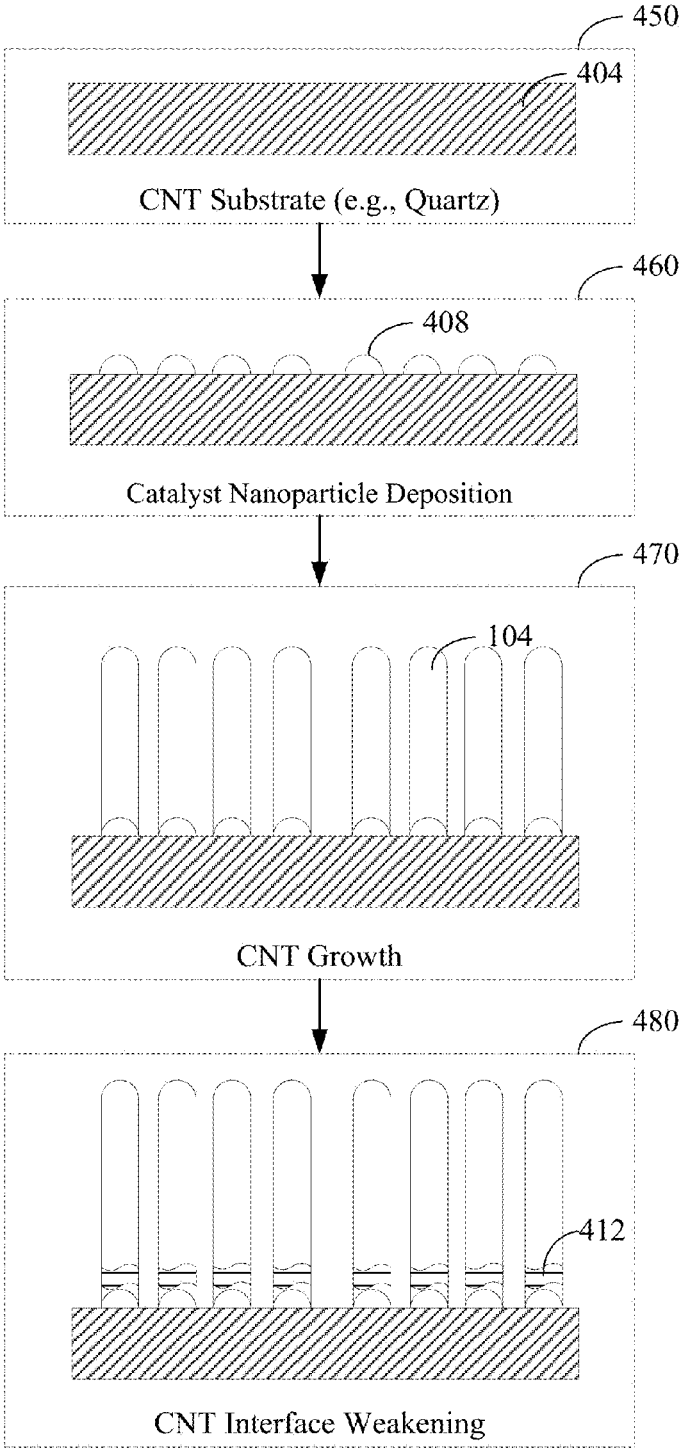 450
404
CNT Substrate (e.g., Quartz)
460
408
Catalyst Nanoparticle Deposition
470
104
CNT Growth
480
412
CNT Interface Weakening